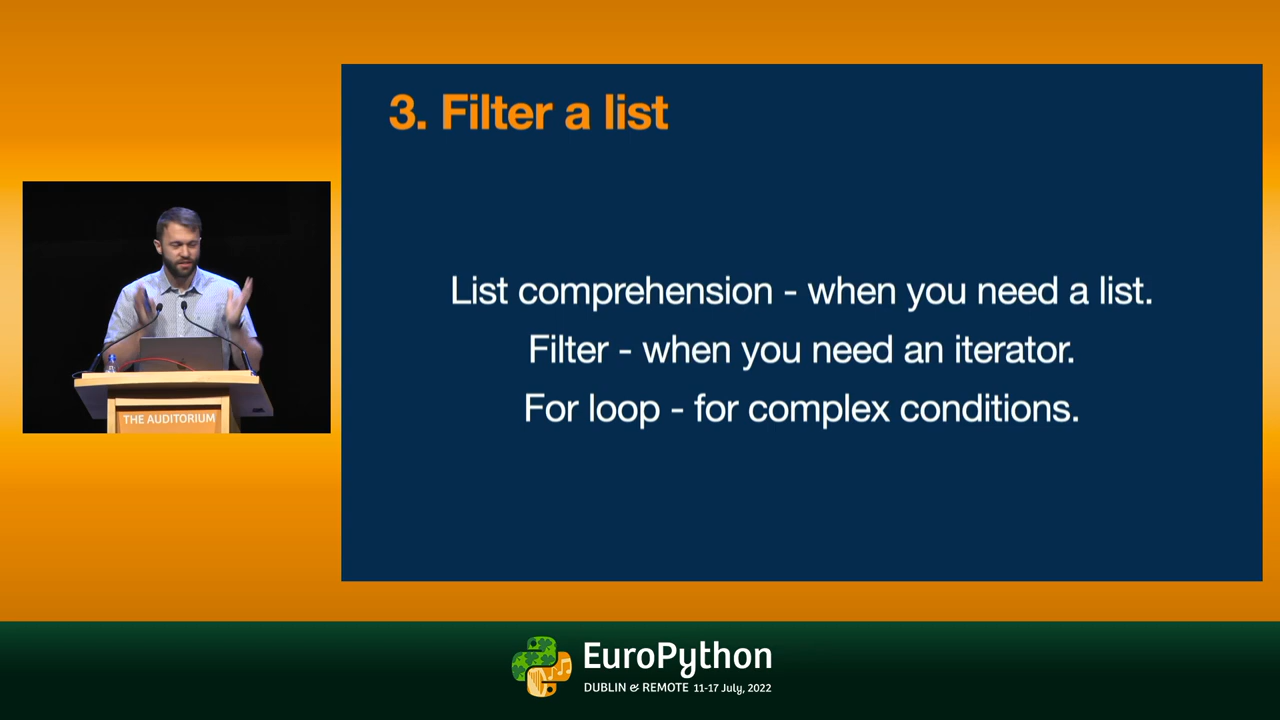 3. Filter a list
List comprehension - when you need a list.
Filter - when you need an iterator.
For loop - for complex conditions.
THE AUDITORIUM
EuroPython
DUBLIN & REMOTE 11-17 July, 2022